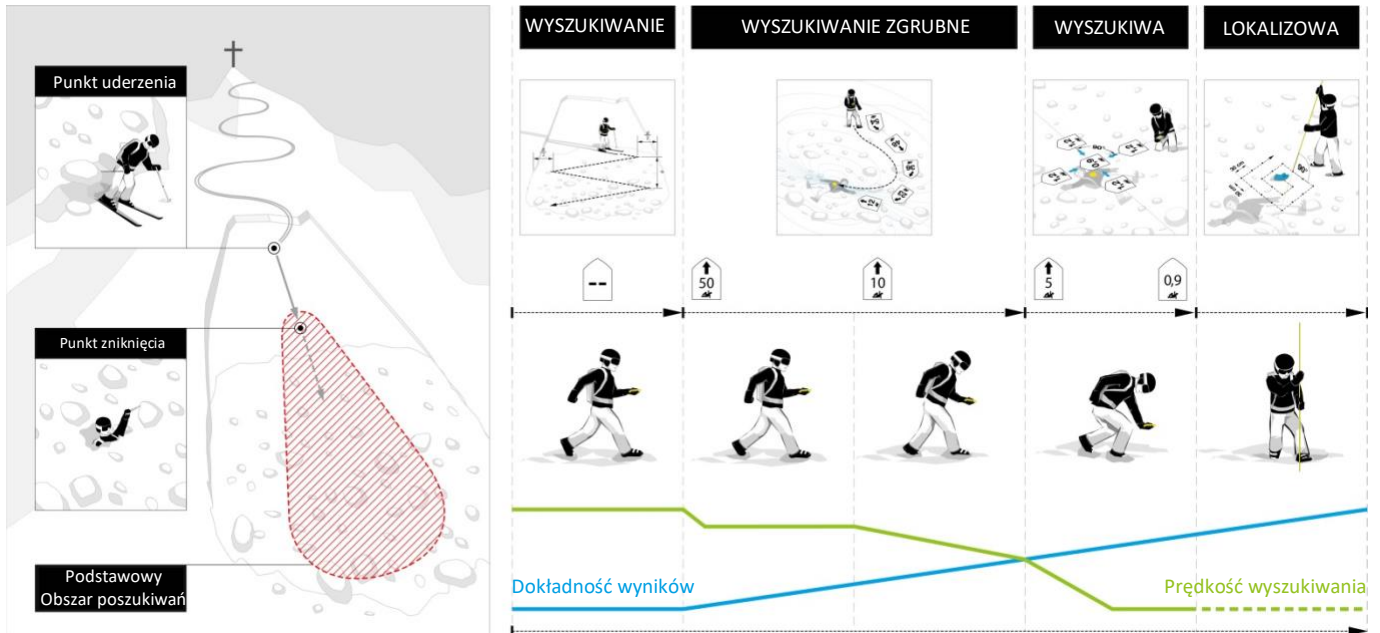 Punkt uderzenia
Punkt zniknięcia
Podstawowy
Obszar poszukiwań
WYSZUKIWANIE
WYSZUKIWANIE ZGRUBNE
WYSZUKIWA
LOKALIZOWA
--
50
10
5
0,9
Dokładność wyników
Prędkość wyszukiwania